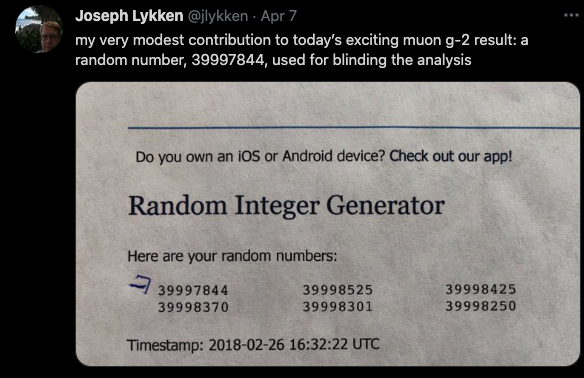 Joseph Lykken @jlykken · Apr 7
my very modest contribution to today's exciting muon g-2 result: a
random number, 39997844, used for blinding the analysis
Do you own an iOS or Android device? Check out our app!
Random Integer Generator
Here are your random numbers:
39997844 39998525 39998425
39998370 39998301 39998250
Timestamp: 2018-02-26 16:32:22 UTC